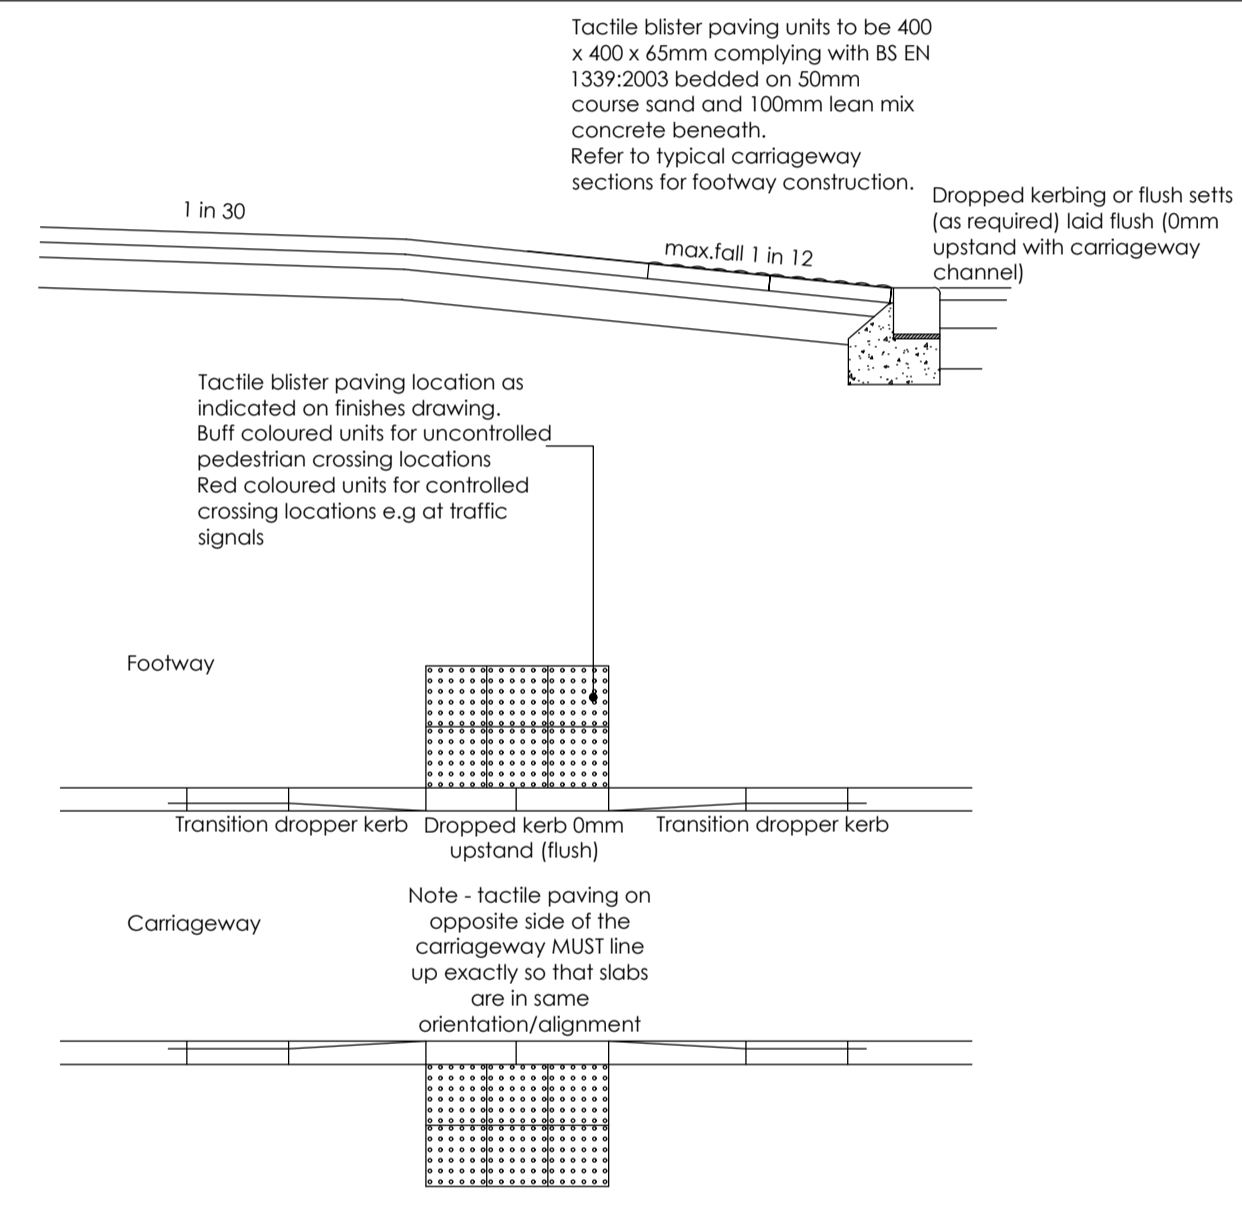 Tactile blister paving units to be 400
x 400 x 65mm complying with BS EN
1339:2003 bedded on 50mm
course sand and 100mm lean mix
concrete beneath.
Refer to typical carriageway
sections for footway construction.
Dropped kerbing or flush setts
(as required) laid flush (0mm
upstand with carriageway
channel)
1 in 30
max.fall 1 in 12
Tactile blister paving location as
indicated on finishes drawing.
Buff coloured units for uncontrolled
pedestrian crossing locations
Red coloured units for controlled
crossing locations e.g at traffic
signals
Footway
Transition dropper kerb
Dropped kerb 0mm
upstand (flush)
Transition dropper kerb
Carriageway
Note - tactile paving on
opposite side of the
carriageway MUST line
up exactly so that slabs
are in same
orientation/alignment